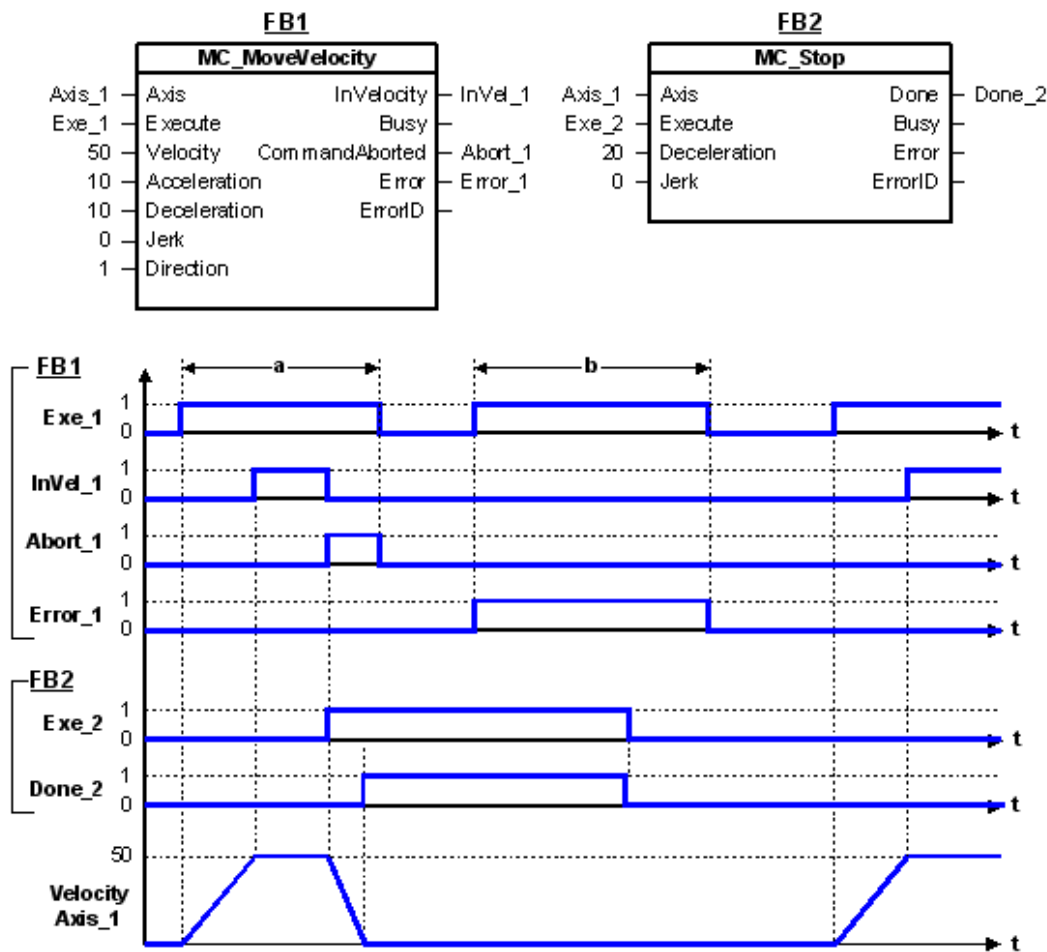 FB1
MC_MoveVelocity
Axis_1 Axis InVelocity InVel_1
Exe_1 Execute Busy
50 Velocity CommandAborted Abort_1
10 Acceleration Error Error_1
10 Deceleration ErrorID
0 Jerk
1 Direction
FB2
MC_Stop
Axis_1 Axis Done Done_2
Exe_2 Execute Busy
20 Deceleration Error
0 Jerk ErrorID
FB1
a b
Exe_1 1 0 t
InVel_1 1 0 t
Abort_1 1 0 t
Error_1 1 0 t
FB2
Exe_2 1 0 t
Done_2 1 0 t
50
Velocity
Axis_1 t